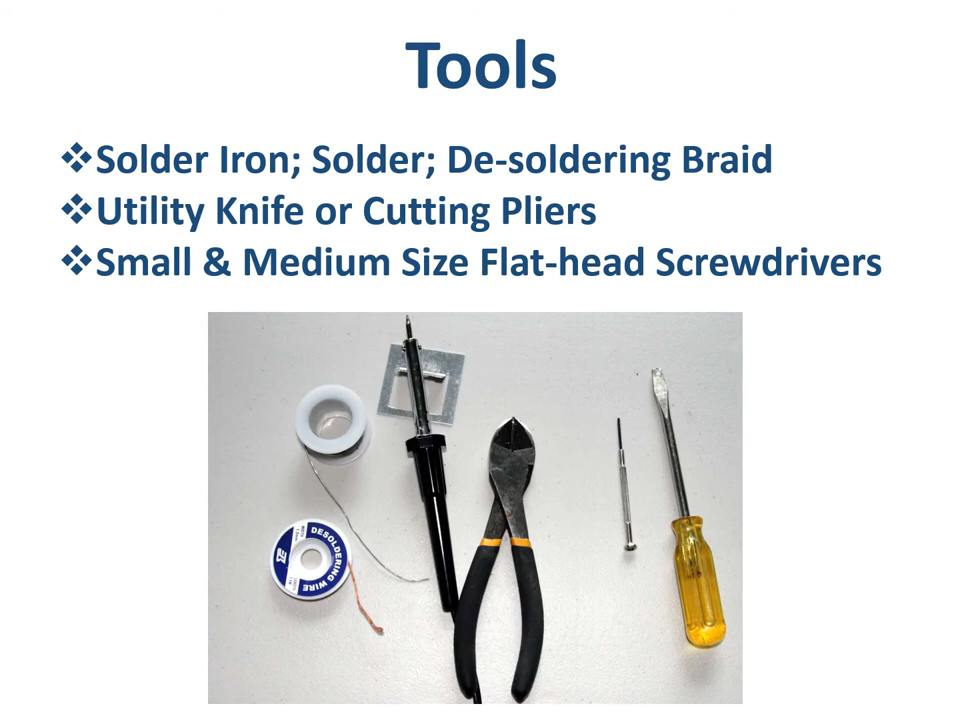 Tools
❖Solder Iron; Solder; De-soldering Braid
❖Utility Knife or Cutting Pliers
❖Small & Medium Size Flat-head Screwdrivers
DESOLDERING WIRE